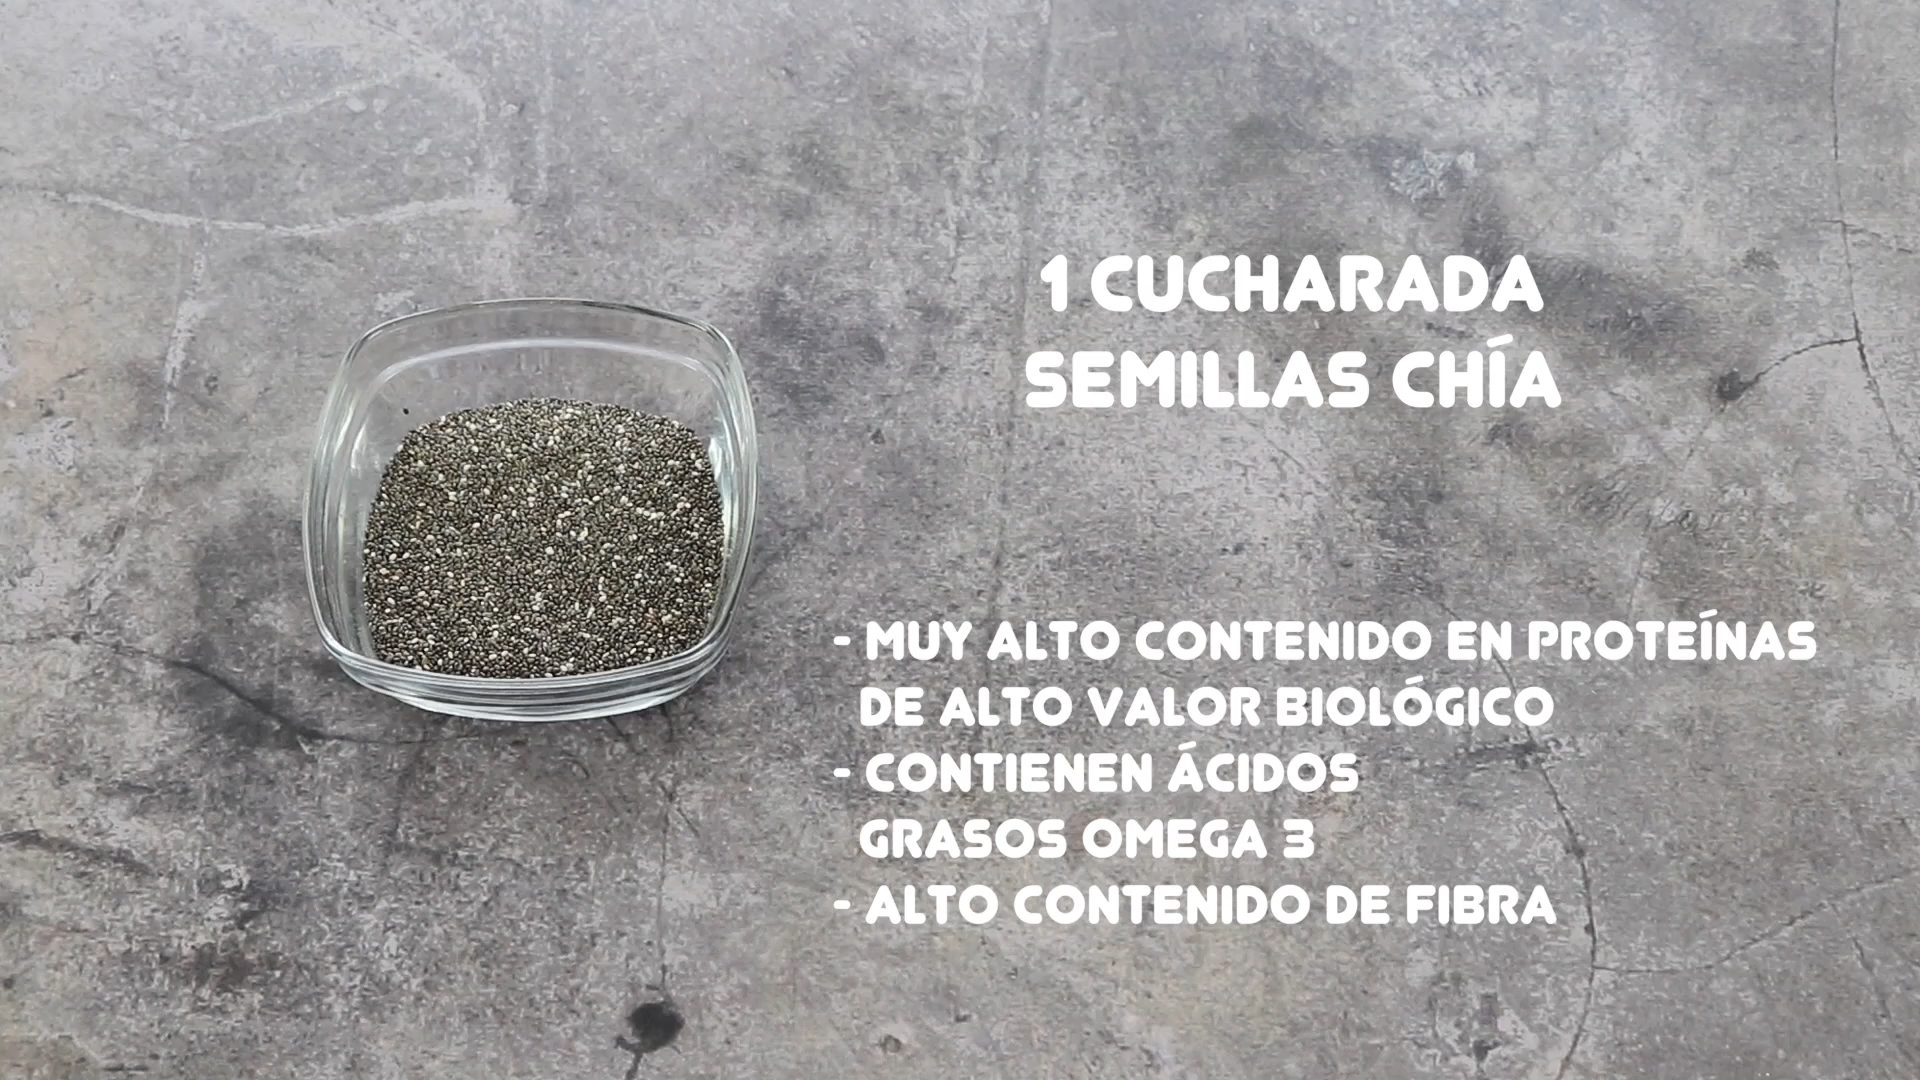 1 CUCHARADA
SEMILLAS CHÍA
- MUY ALTO CONTENIDO EN PROTEÍNAS
DE ALTO VALOR BIOLÓGICO
- CONTIENEN ÁCIDOS
GRASOS OMEGA 3
- ALTO CONTENIDO DE FIBRA